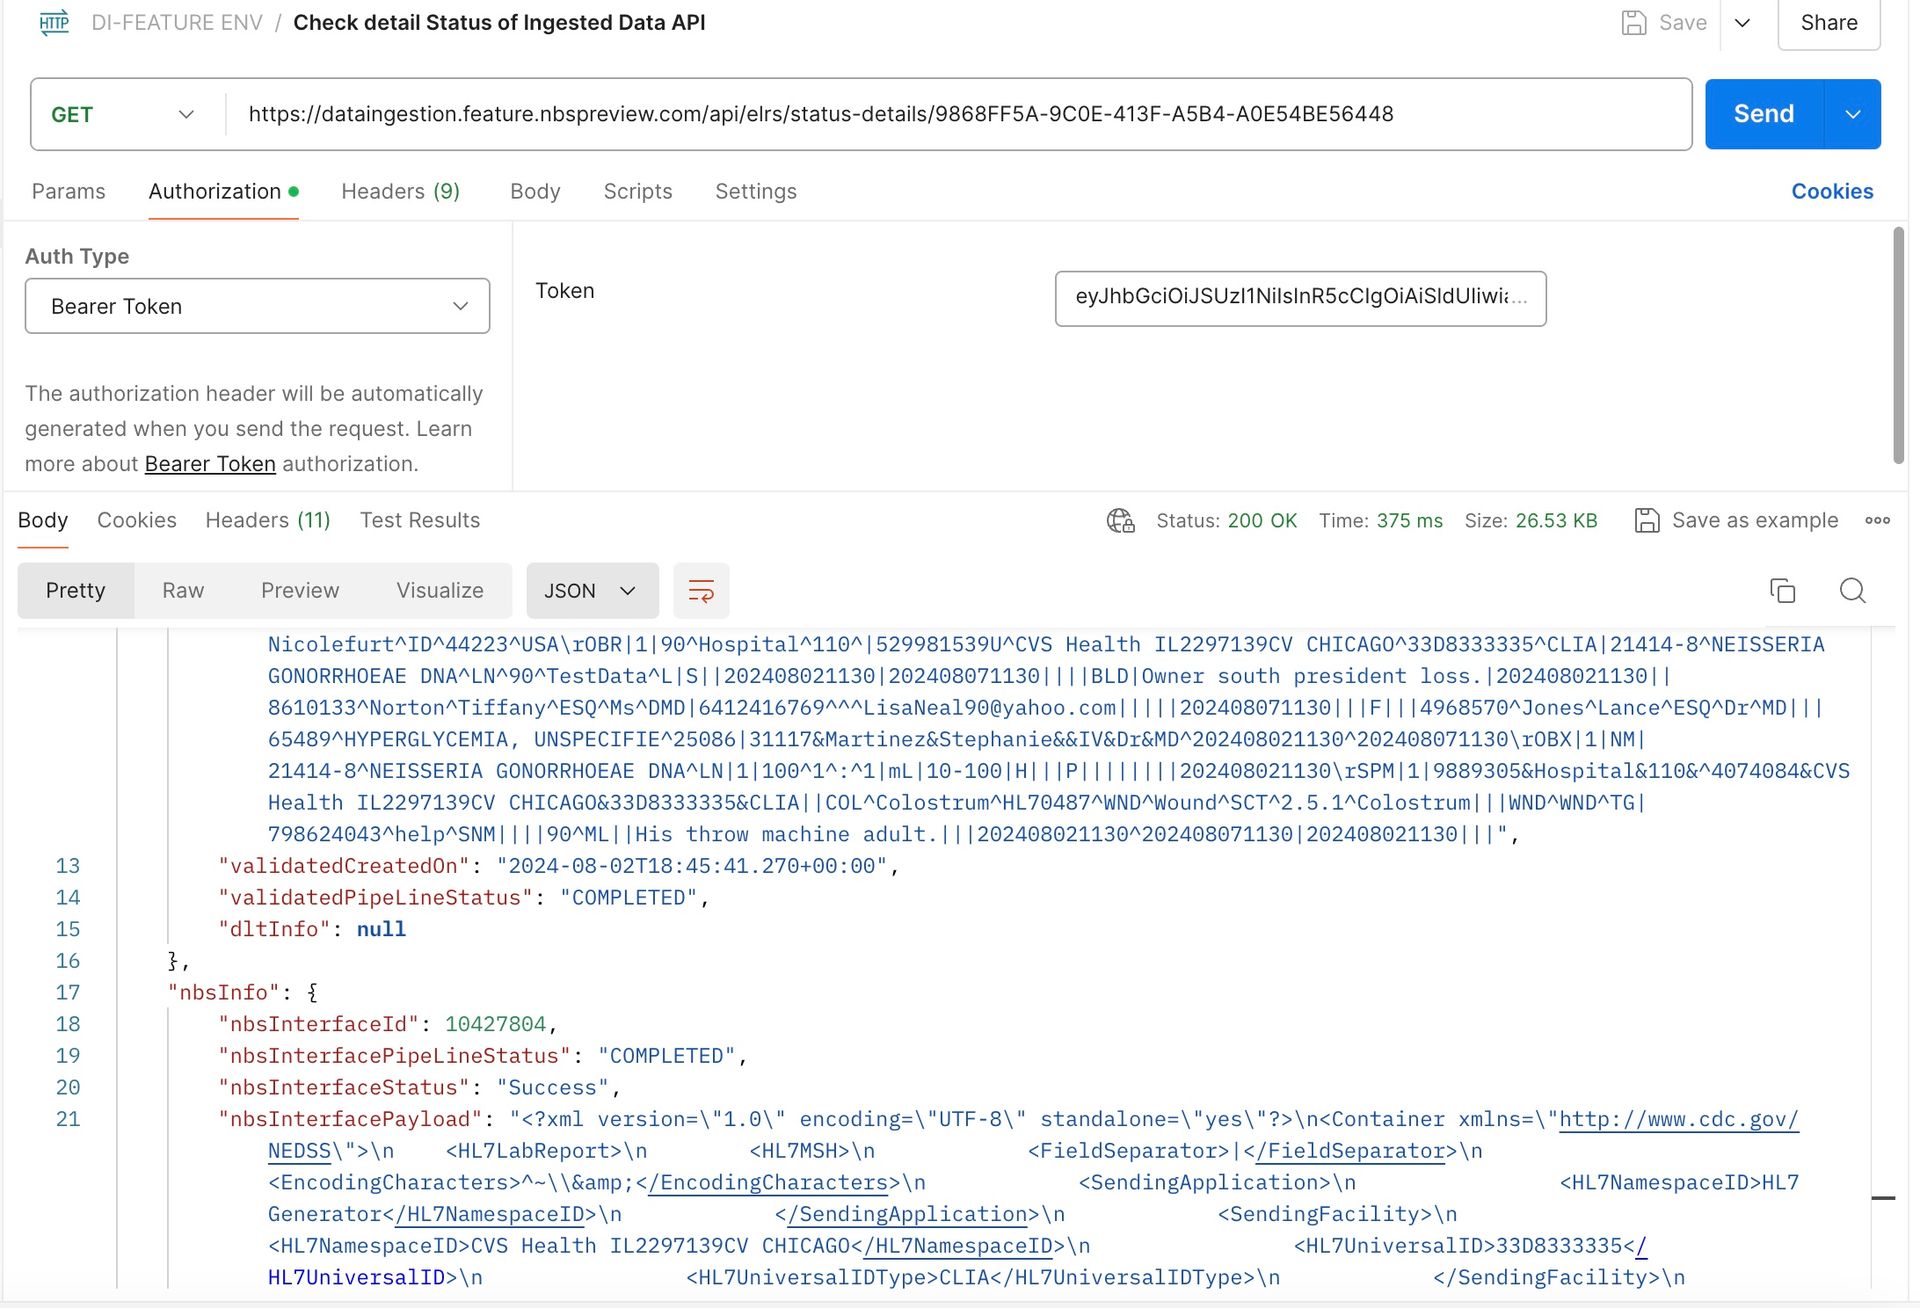 HTTP DI-FEATURE ENV / Check detail Status of Ingested Data API Save Share
GET https://dataingestion.feature.nbspreview.com/api/elrs/status-details/9868FF5A-9C0E-413F-A5B4-A0E54BE56448 Send
Params Authorization Headers (9) Body Scripts Settings Cookies
Auth Type
Bearer Token
Token
eyJhbGciOiJSUzI1NiIsInR5cCIgOiAiSldUIiwia...
The authorization header will be automatically
generated when you send the request. Learn
more about Bearer Token authorization.
Body Cookies Headers (11) Test Results Status: 200 OK Time: 375 ms Size: 26.53 KB Save as example
Pretty Raw Preview Visualize JSON
Nicolefurt^ID^44223^USA\rOBR|1|90^Hospital^110^|529981539U^CVS Health IL2297139CV CHICAGO^33D8333335^CLIA|21414-8^NEISSERIA
GONORRHOEAE DNA^LN^90^TestData^L|S||202408021130|202408071130||||BLD|Owner south president loss.|202408021130||
8610133^Norton^Tiffany^ESQ^Ms^DMD|6412416769^^^LisaNeal90@yahoo.com|||||202408071130|||F|||4968570^Jones^Lance^ESQ^Dr^MD|||
65489^HYPERGLYCEMIA, UNSPECIFIE^25086|31117&Martinez&Stephanie&&IV&Dr&MD^202408021130^202408071130\rOBX|1|NM|
21414-8^NEISSERIA GONORRHOEAE DNA^LN|1|100^1^:^1|mL|10-100|H|||P||||||||202408021130\rSPM|1|9889305&Hospital&110&^4074084&CVS
Health IL2297139CV CHICAGO&33D8333335&CLIA||COL^Colostrum^HL70487^WND^Wound^SCT^2.5.1^Colostrum|||WND^WND^TG|
798624043^help^SNM||||90^ML||His throw machine adult.|||202408021130^202408071130|202408021130|||",
13 "validatedCreatedOn": "2024-08-02T18:45:41.270+00:00",
14 "validatedPipeLineStatus": "COMPLETED",
15 "dltInfo": null
16 },
17 "nbsInfo": {
18 "nbsInterfaceId": 10427804,
19 "nbsInterfacePipeLineStatus": "COMPLETED",
20 "nbsInterfaceStatus": "Success",
21 "nbsInterfacePayload": "<?xml version=\"1.0\" encoding=\"UTF-8\" standalone=\"yes\"?>\n<Container xmlns=\"http://www.cdc.gov/
NEDSS\">\n <HL7LabReport>\n <HL7MSH>\n <FieldSeparator>|</FieldSeparator>\n
<EncodingCharacters>^~\\&amp;</EncodingCharacters>\n <SendingApplication>\n <HL7NamespaceID>HL7
Generator</HL7NamespaceID>\n </SendingApplication>\n <SendingFacility>\n
<HL7NamespaceID>CVS Health IL2297139CV CHICAGO</HL7NamespaceID>\n <HL7UniversalID>33D8333335</
HL7UniversalID>\n <HL7UniversalIDType>CLIA</HL7UniversalIDType>\n </SendingFacility>\n